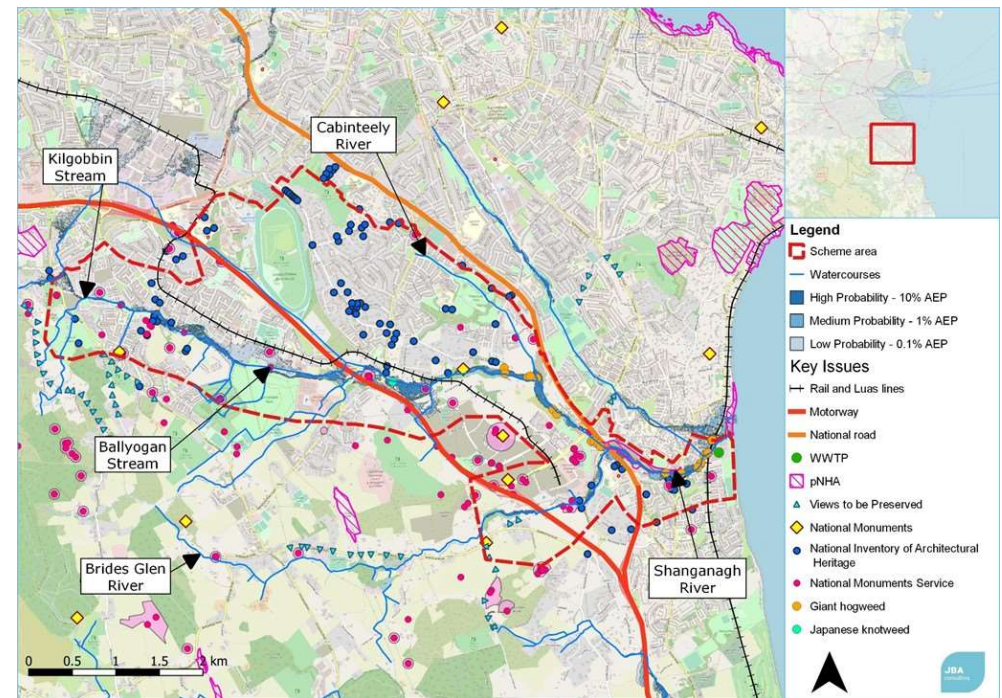 Cabinteely
River
Kilgobbin
Stream
Ballyogan
Stream
Brides Glen
River
Shanganagh
River
0 0.5 1 1.5 2 km
Legend
Scheme area
Watercourses
High Probability - 10% AEP
Medium Probability - 1% AEP
Low Probability - 0.1% AEP
Key Issues
Rail and Luas lines
Motorway
National road
WWTP
pNHA
Views to be Preserved
National Monuments
National Inventory of Architectural
Heritage
National Monuments Service
Giant hogweed
Japanese knotweed
JBA
consulting